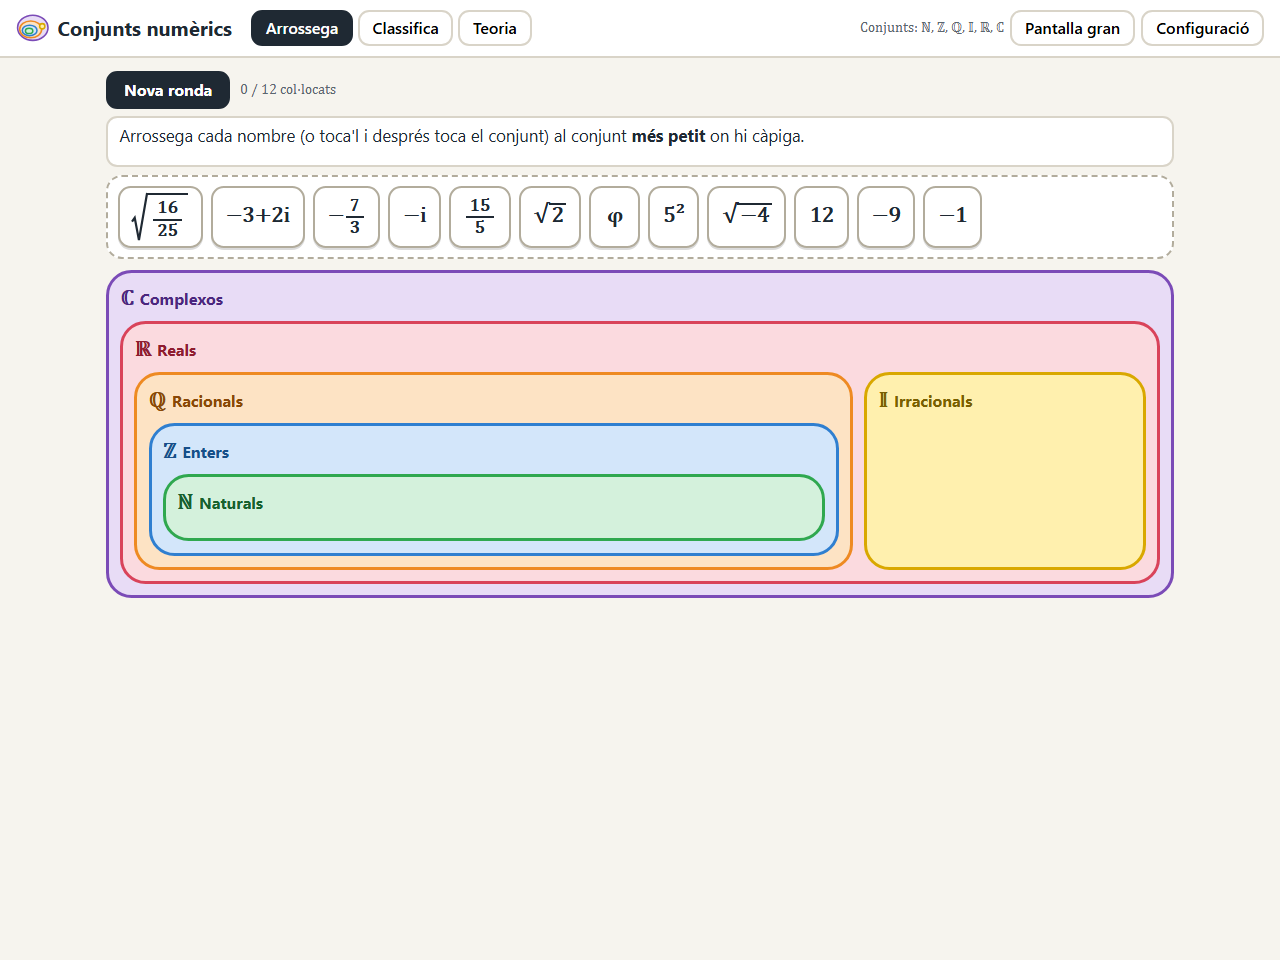 Conjunts numèrics Arrossega Classifica Teoria Conjunts: ℕ, ℤ, ℚ, 𝕀, ℝ, ℂ Pantalla gran Configuració
Nova ronda 0 / 12 col·locats
Arrossega cada nombre (o toca'l i després toca el conjunt) al conjunt més petit on hi càpiga.
√(16/25) −3+2i −7/3 −i 15/5 √2 φ 5² √−4 12 −9 −1
ℂ Complexos
ℝ Reals
ℚ Racionals 𝕀 Irracionals
ℤ Enters
ℕ Naturals